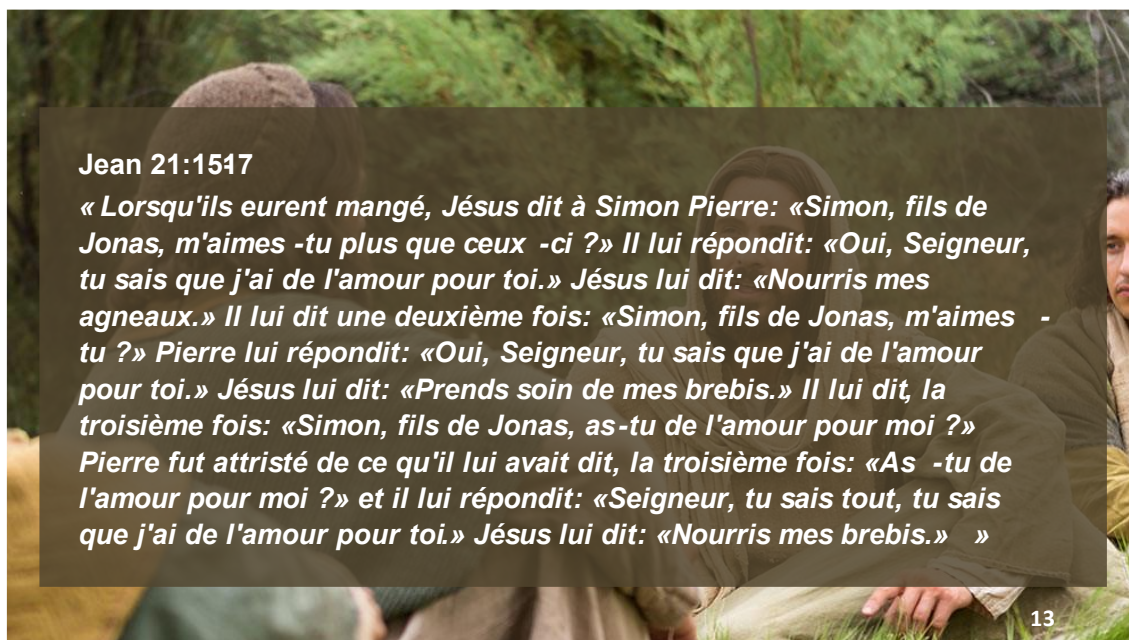 Jean 21:15-17
« Lorsqu'ils eurent mangé, Jésus dit à Simon Pierre: «Simon, fils de
Jonas, m'aimes -tu plus que ceux -ci ?» Il lui répondit: «Oui, Seigneur,
tu sais que j'ai de l'amour pour toi.» Jésus lui dit: «Nourris mes
agneaux.» Il lui dit une deuxième fois: «Simon, fils de Jonas, m'aimes -
tu ?» Pierre lui répondit: «Oui, Seigneur, tu sais que j'ai de l'amour
pour toi.» Jésus lui dit: «Prends soin de mes brebis.» Il lui dit, la
troisième fois: «Simon, fils de Jonas, as-tu de l'amour pour moi ?»
Pierre fut attristé de ce qu'il lui avait dit, la troisième fois: «As -tu de
l'amour pour moi ?» et il lui répondit: «Seigneur, tu sais tout, tu sais
que j'ai de l'amour pour toi.» Jésus lui dit: «Nourris mes brebis.» »
13